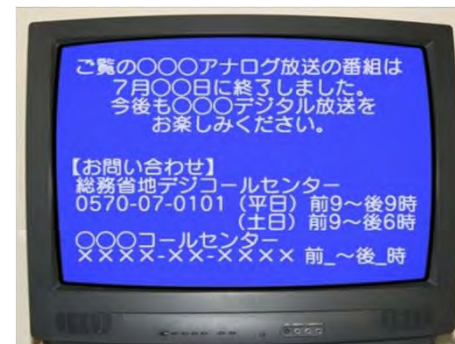 ご覧の○○○アナログ放送の番組は
7月○○日に終了しました。
今後も○○○デジタル放送を
お楽しみください。
【お問い合わせ】
総務省地デジコールセンター
0570-07-0101（平日）前9～後9時
（土日）前9～後6時
○○○コールセンター
××××-××-×××× 前_～後_時